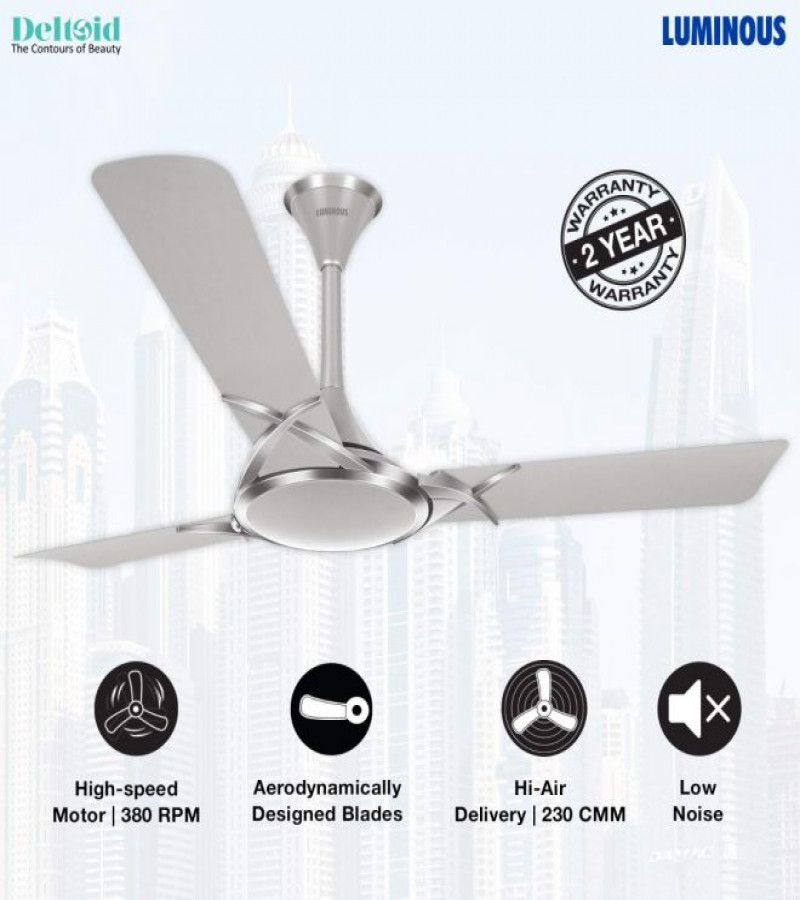 Deltoid
The Contours of Beauty
LUMINOUS
LUMINOUS
WARRANTY
2 YEAR
WARRANTY
High-speed
Motor | 380 RPM
Aerodynamically
Designed Blades
Hi-Air
Delivery | 230 CMM
Low
Noise
DAMAC